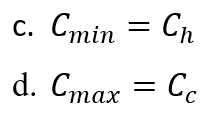 c. C_min = C_h
d. C_max = C_c